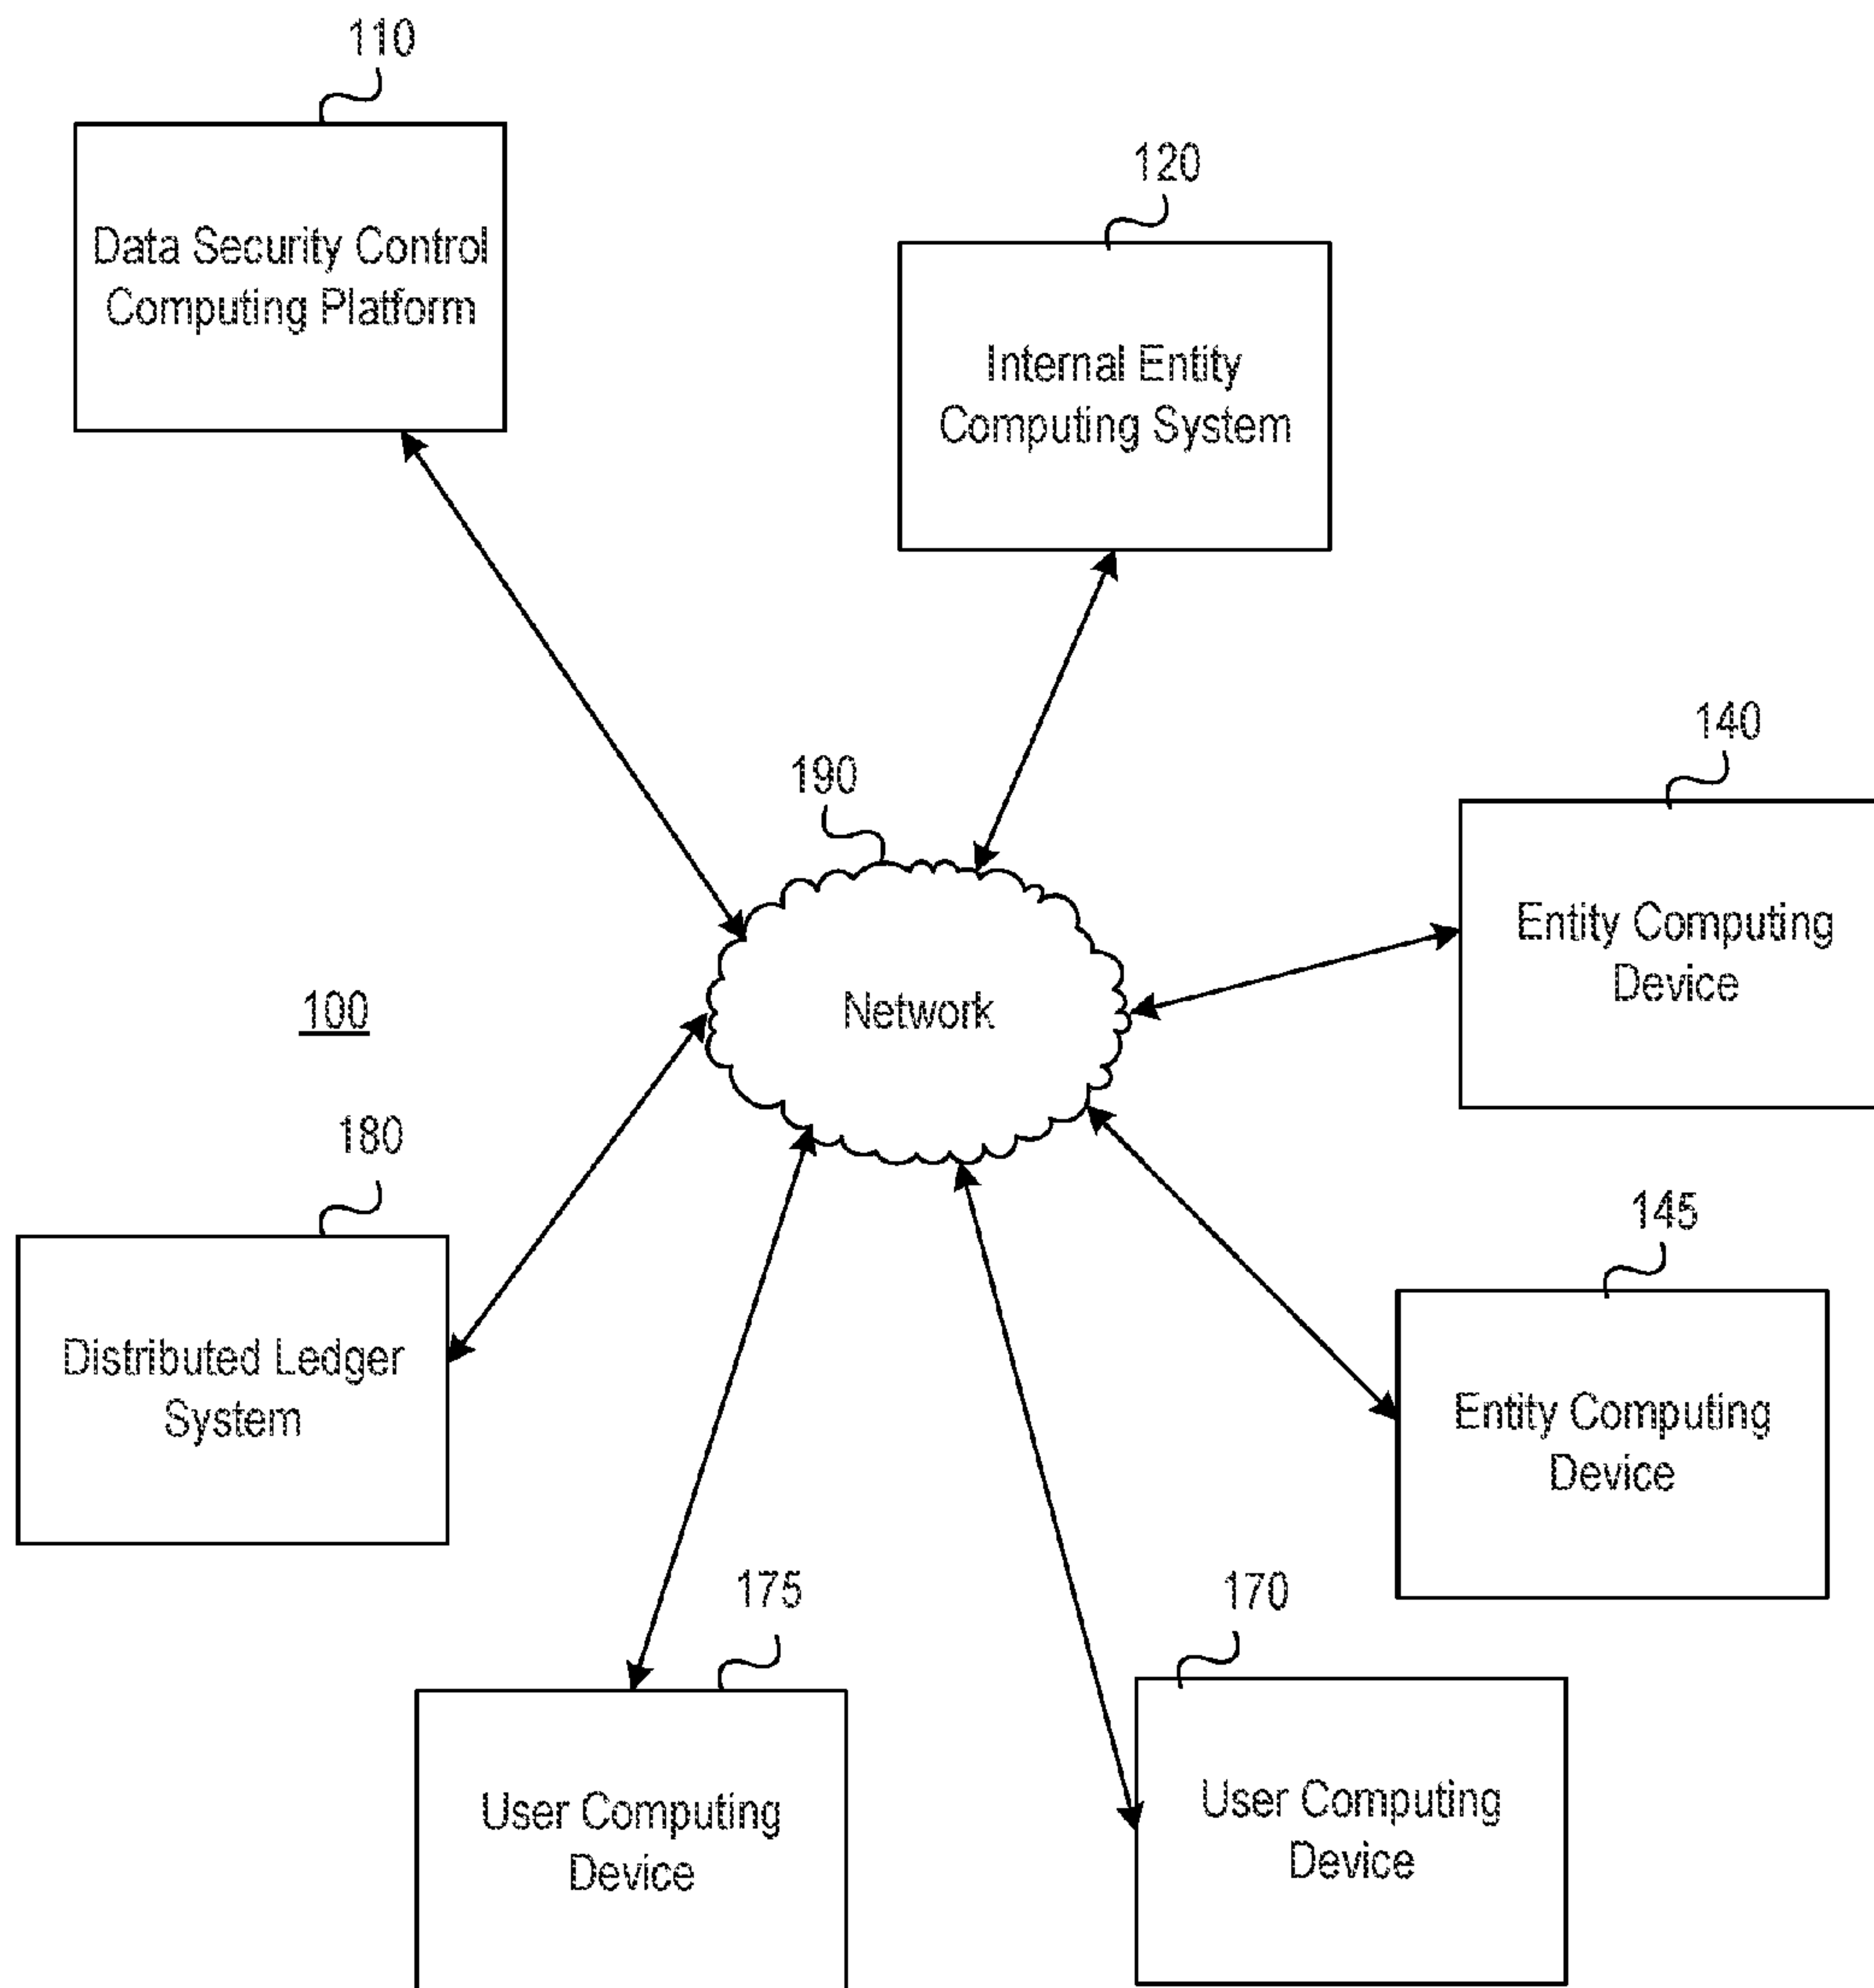 110
Data Security Control
Computing Platform
120
Internal Entity
Computing System
140
Entity Computing
Device
190
Network
100
180
Distributed Ledger
System
145
Entity Computing
Device
175
User Computing
Device
170
User Computing
Device